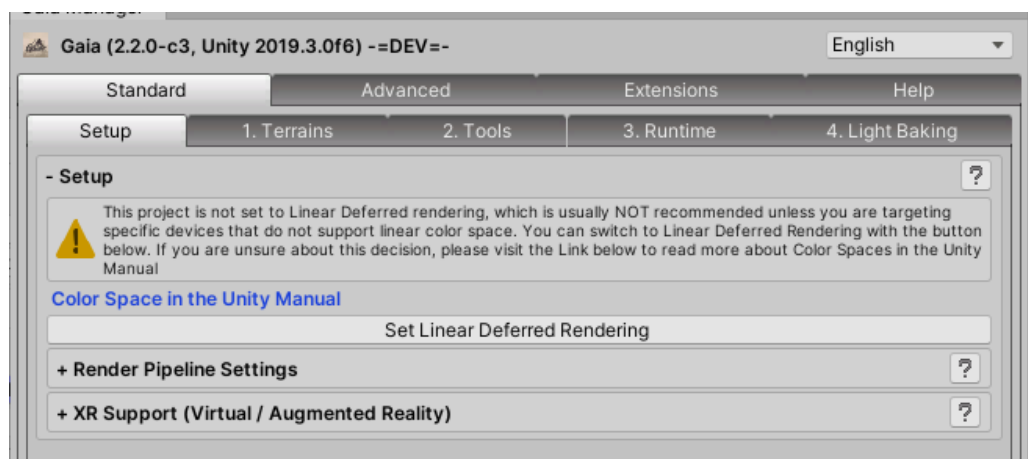 Gaia Manager
Gaia (2.2.0-c3, Unity 2019.3.0f6) -=DEV=-
English
Standard
Advanced
Extensions
Help
Setup
1. Terrains
2. Tools
3. Runtime
4. Light Baking
- Setup
?
This project is not set to Linear Deferred rendering, which is usually NOT recommended unless you are targeting
specific devices that do not support linear color space. You can switch to Linear Deferred Rendering with the button
below. If you are unsure about this decision, please visit the Link below to read more about Color Spaces in the Unity
Manual
Color Space in the Unity Manual
Set Linear Deferred Rendering
+ Render Pipeline Settings
?
+ XR Support (Virtual / Augmented Reality)
?